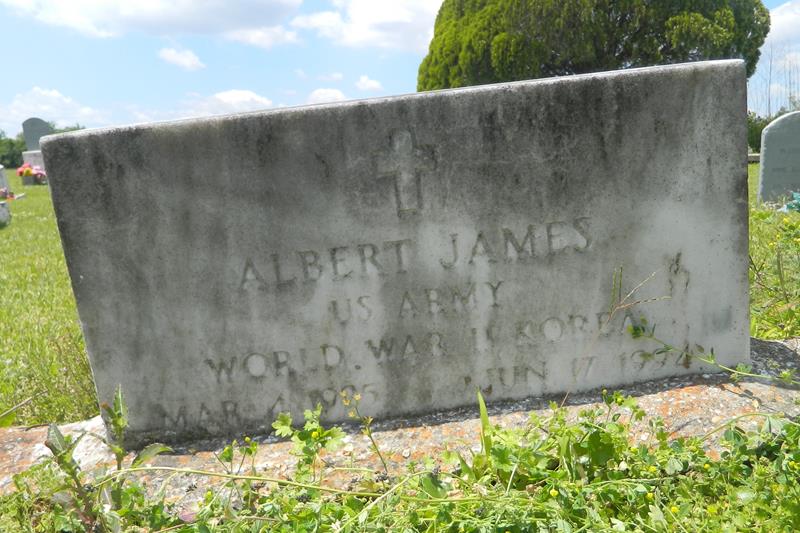 ALBERT JAMES
US ARMY
WORLD WAR II KOREA
MAR 4 JUN 17